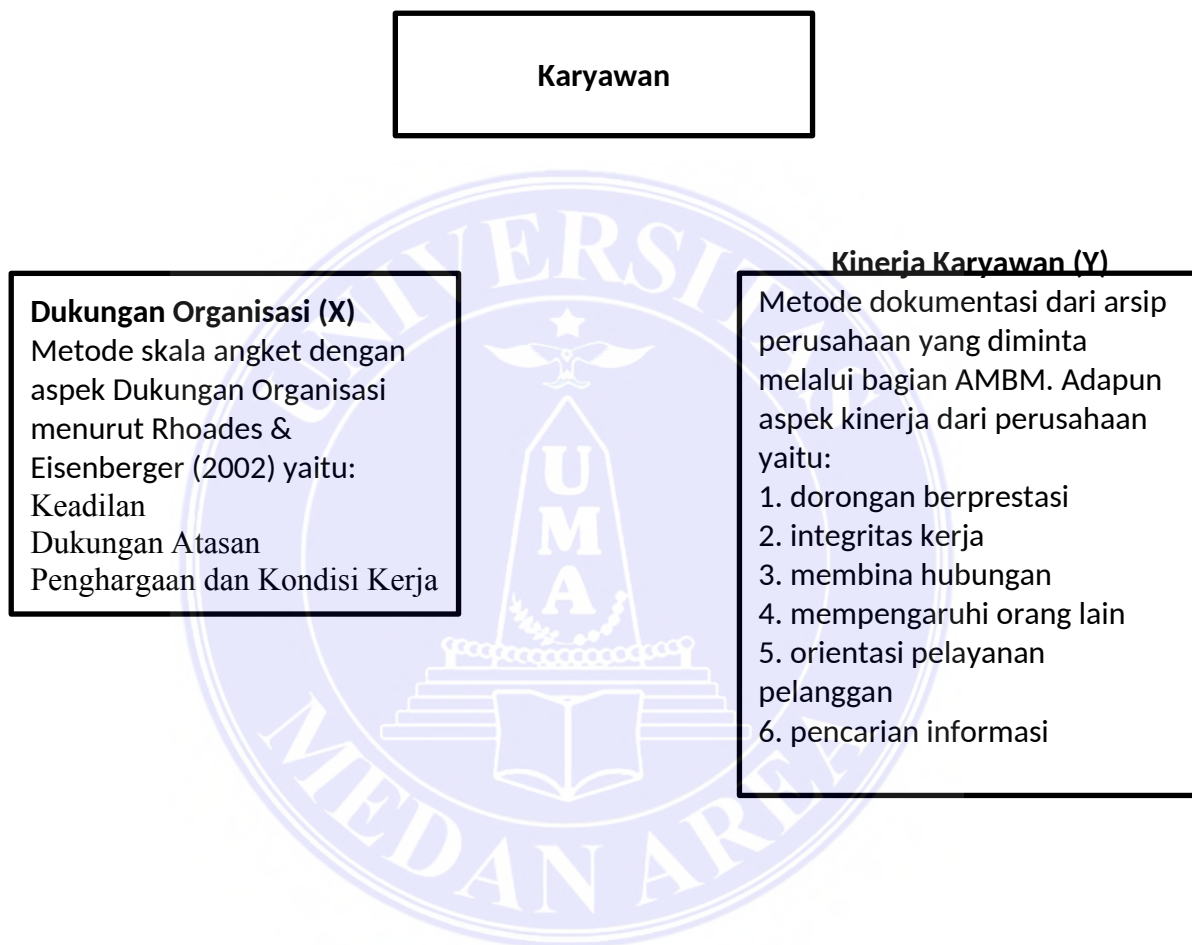 Karyawan
Dukungan Organisasi (X)
Metode skala angket dengan
aspek Dukungan Organisasi
menurut Rhoades &
Eisenberger (2002) yaitu:
Keadilan
Dukungan Atasan
Penghargaan dan Kondisi Kerja
Kinerja Karyawan (Y)
Metode dokumentasi dari arsip
perusahaan yang diminta
melalui bagian AMBM. Adapun
aspek kinerja dari perusahaan
yaitu:
1. dorongan berprestasi
2. integritas kerja
3. membina hubungan
4. mempengaruhi orang lain
5. orientasi pelayanan
pelanggan
6. pencarian informasi
UNIVERSITAS
UMA
MEDAN AREA